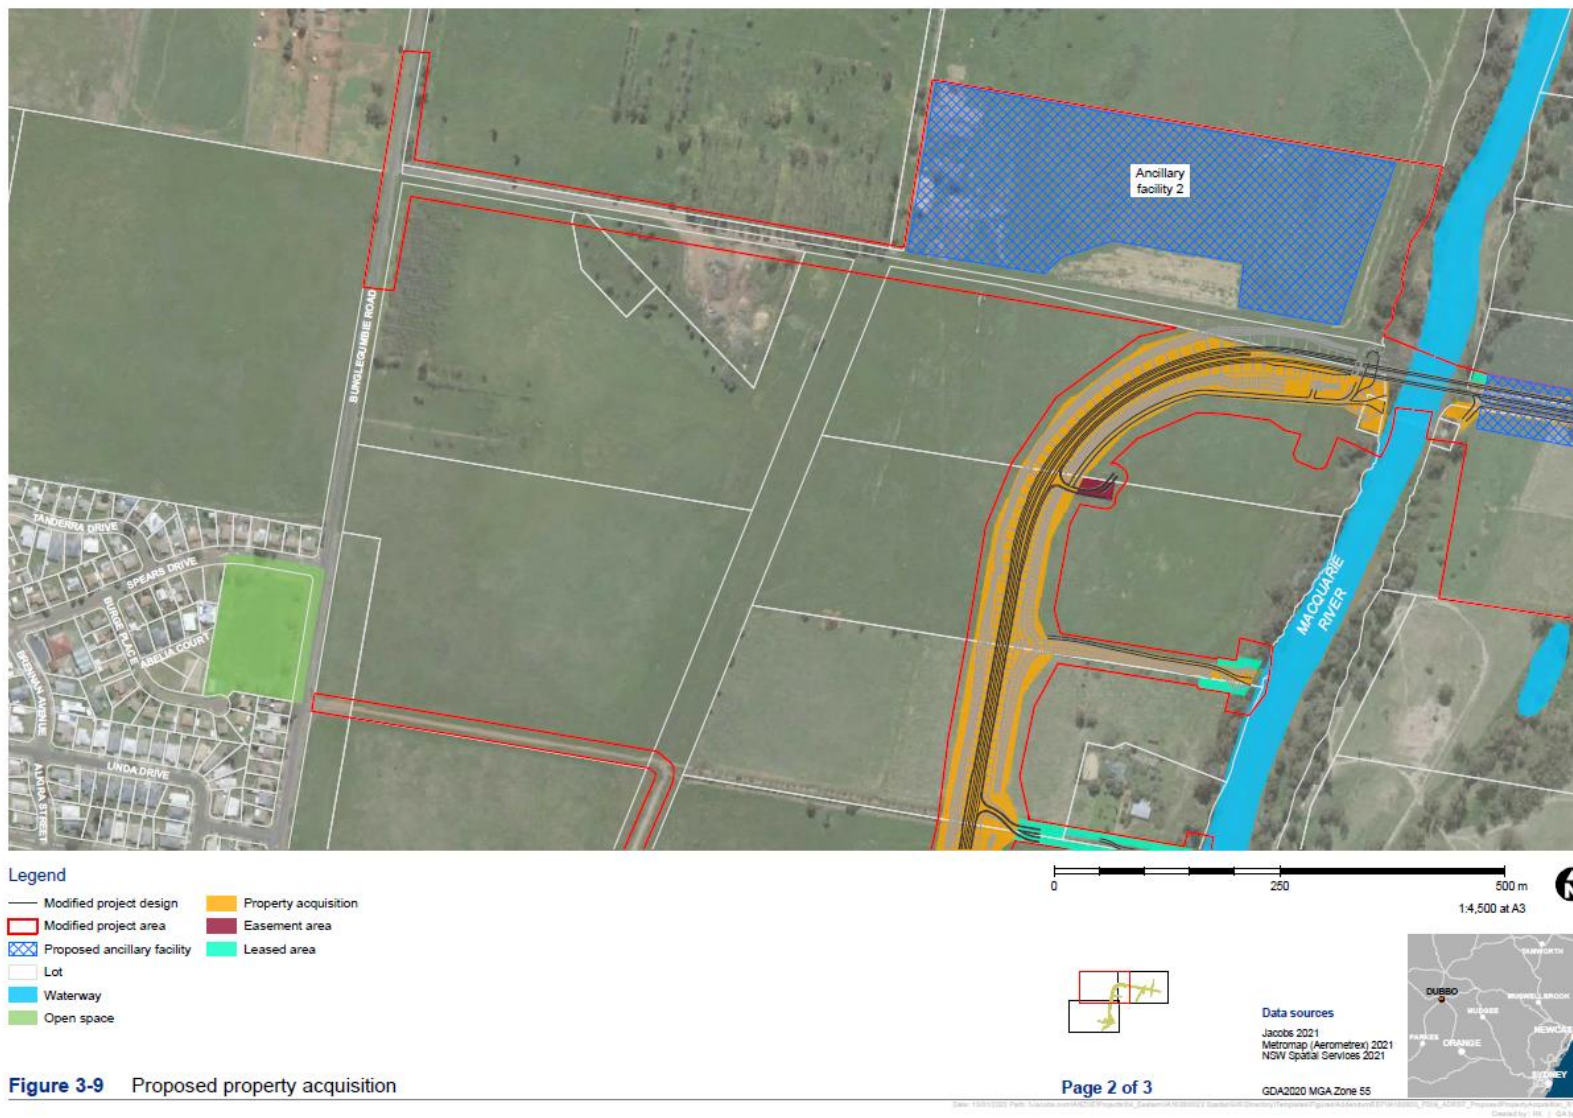 Ancillary
facility 2
BUNGLEGUMBIE ROAD
TANDERRA DRIVE
SPEARS DRIVE
BURGE PLACE
ABELIA COURT
BRENNAN AVENUE
LINDA DRIVE
ALKIRA STREET
MACQUARIE
RIVER
Legend
Modified project design
Modified project area
Proposed ancillary facility
Lot
Waterway
Open space
Property acquisition
Easement area
Leased area
0 250 500 m
1:4,500 at A3
N
TAMWORTH
DUBBO
MUSWELLBROOK
MUDGEE
NEWCAS
PARKES
ORANGE
SYDNEY
Data sources
Jacobs 2021
Metromap (Aerometrex) 2021
NSW Spatial Services 2021
GDA2020 MGA Zone 55
Figure 3-9 Proposed property acquisition
Page 2 of 3